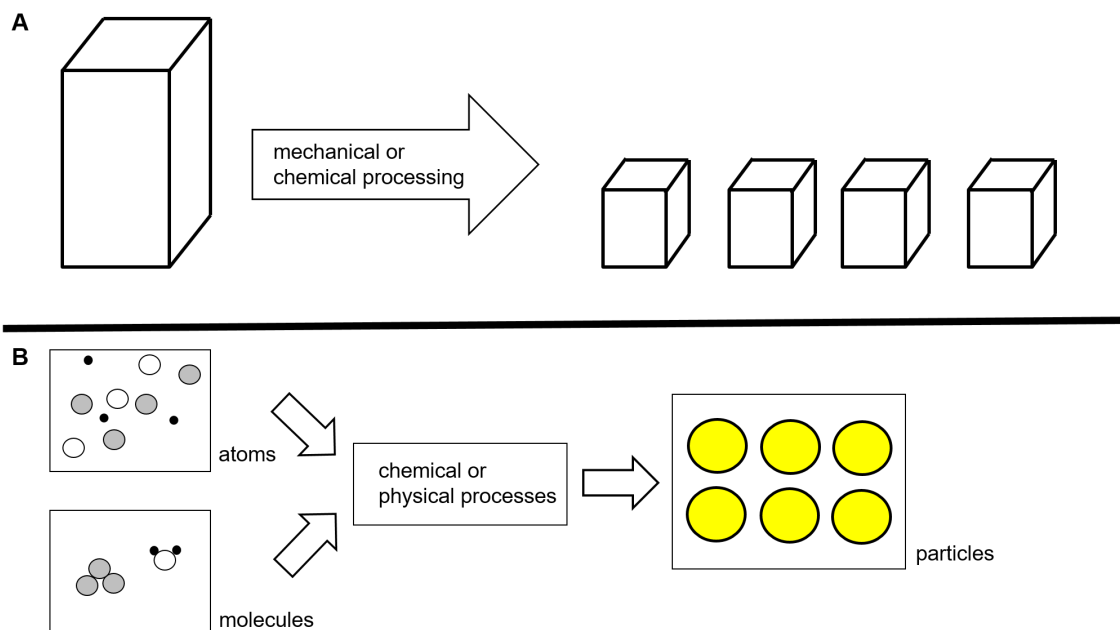 A
mechanical or
chemical processing
B
atoms
chemical or
physical processes
particles
molecules